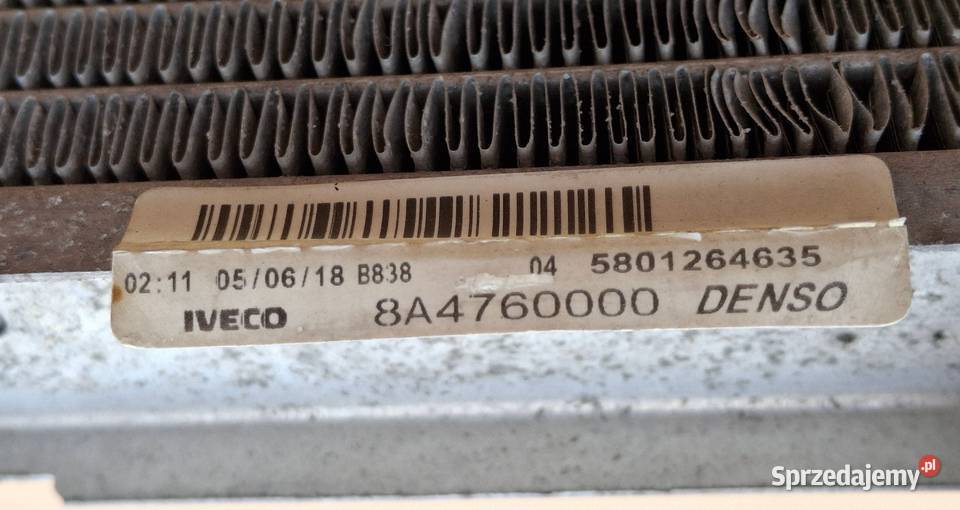 02:11 05/06/18 B838 04 5801264635
IVECO 8A4760000 DENSO
Sprzedajemy.pl